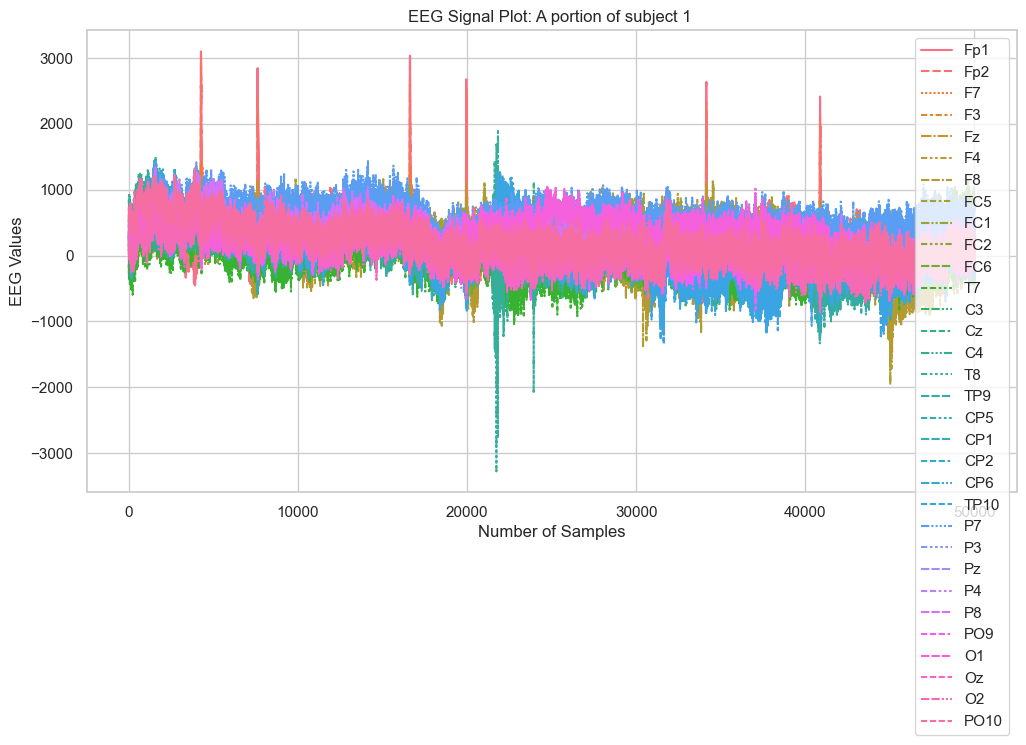 EEG Signal Plot: A portion of subject 1
EEG Values
3000
2000
1000
0
−1000
−2000
−3000
0
10000
20000
30000
40000
50000
Number of Samples
Fp1
Fp2
F7
F3
Fz
F4
F8
FC5
FC1
FC2
FC6
T7
C3
Cz
C4
T8
TP9
CP5
CP1
CP2
CP6
TP10
P7
P3
Pz
P4
P8
PO9
O1
Oz
O2
PO10